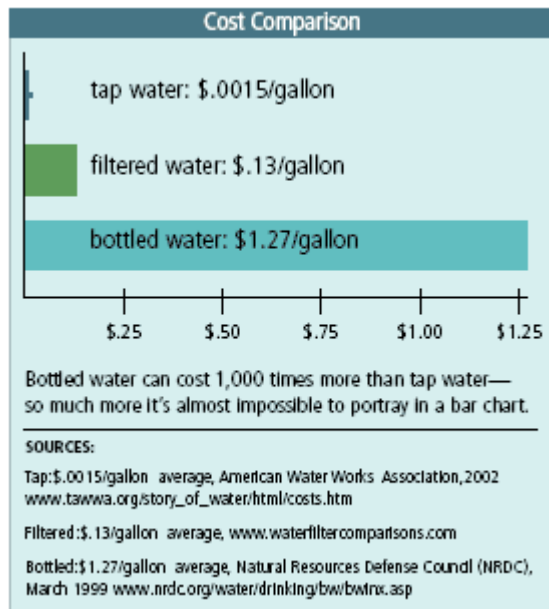 Cost Comparison
tap water: $.0015/gallon
filtered water: $.13/gallon
bottled water: $1.27/gallon
$.25 $.50 $.75 $1.00 $1.25
Bottled water can cost 1,000 times more than tap water—
so much more it's almost impossible to portray in a bar chart.
SOURCES:
Tap:$.0015/gallon average, American Water Works Association,2002
www.tawwa.org/story_of_water/html/costs.htm
Filtered:$.13/gallon average, www.waterfiltercomparisons.com
Bottled:$1.27/gallon average, Natural Resources Defense Council (NRDC),
March 1999 www.nrdc.org/water/drinking/bw/bwinx.asp